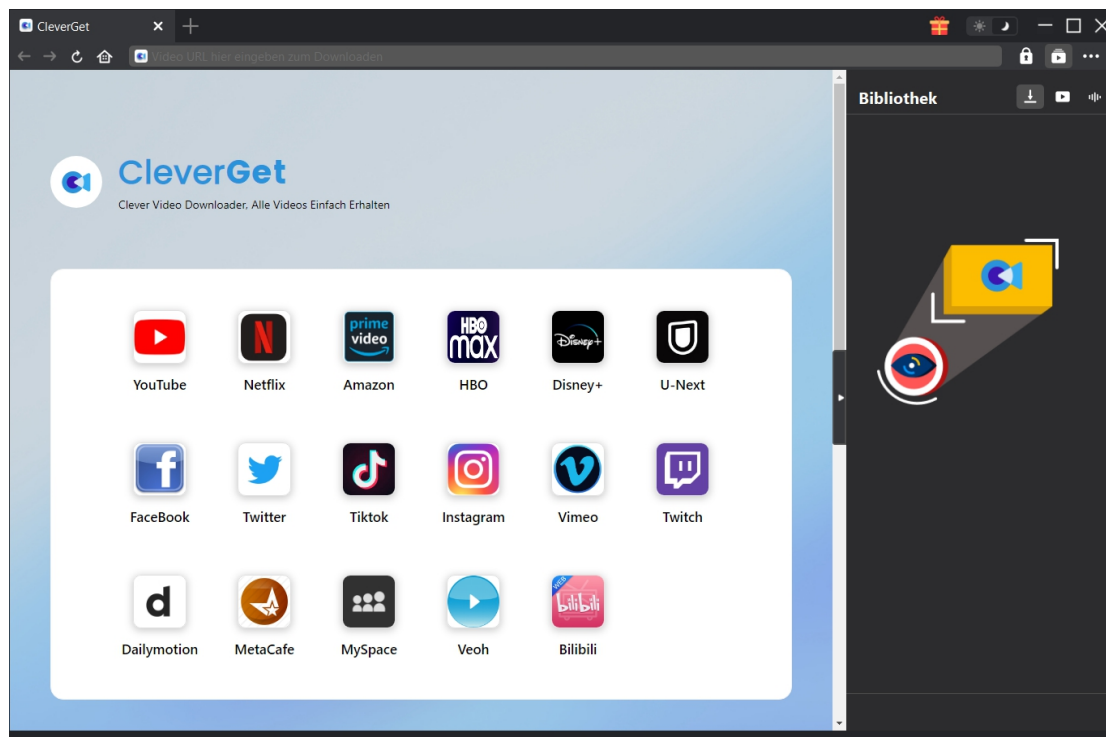 CleverGet
Video URL hier eingeben zum Downloaden
Bibliothek
CleverGet
Clever Video Downloader, Alle Videos Einfach Erhalten
prime video
HBO max
Disney+
YouTube
Netflix
Amazon
HBO
Disney+
U-Next
FaceBook
Twitter
Tiktok
Instagram
Vimeo
Twitch
WEB
bilibili
Dailymotion
MetaCafe
MySpace
Veoh
Bilibili